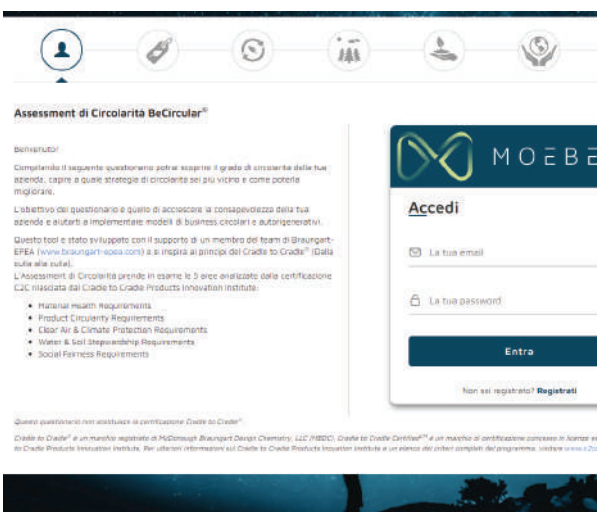 Assessment di Circolarità BeCircular®
Benvenuto!
Compilando il seguente questionario potrai scoprire il grado di circolarità della tua
azienda, capire a quale strategie di circolarità sei più vicino e come poterla
migliorare.
L'obiettivo del questionario è quello di accrescere la consapevolezza della tua
azienda e aiutarti a implementare modelli di business circolari e autorigenerativi.
Questo tool è stato sviluppato con il supporto di un membro del team di Braungart-
EPEA (www.braungart-epea.com) e si inspira ai principi del Cradle to Cradle® (Dalla
culla alla culla).
L'Assessment di Circolarità prende in esame le 5 aree analizzate dalla certificazione
C2C rilasciata dal Cradle to Cradle Products Innovation Institute:
Material Health Requirements
Product Circularity Requirements
Clear Air & Climate Protection Requirements
Water & Soil Stepwardship Requirements
Social Fairness Requirements
MOEBE
Accedi
La tua email
La tua password
Entra
Non sei registrato? Registrati
Questo questionario non sostituisce la certificazione Cradle to Cradle®.
Cradle to Cradle® è un marchio registrato di McDonough Braungart Design Chemistry, LLC (MBDC). Cradle to Cradle Certified™ è un marchio di certificazione concesso in licenza
to Cradle Products Innovation Institute. Per ulteriori informazioni sul Cradle to Cradle Products Innovation Institute e un elenco dei criteri completi del programma, visitare